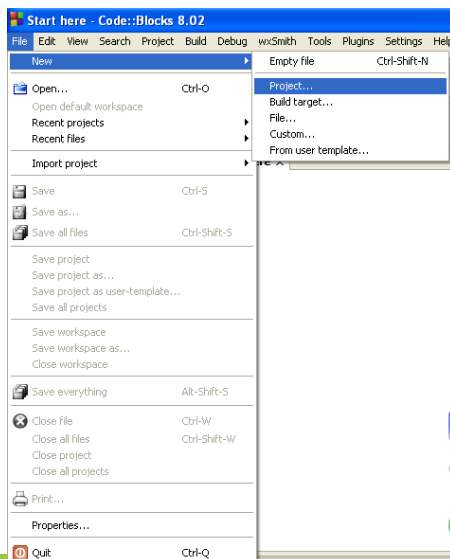 Start here - Code::Blocks 8.02
File Edit View Search Project Build Debug wxSmith Tools Plugins Settings Help
New
Empty file Ctrl-Shift-N
Project...
Build target...
File...
Custom...
From user template...
Open... Ctrl-O
Open default workspace
Recent projects
Recent files
Import project
Save Ctrl-S
Save as...
Save all files Ctrl-Shift-S
Save project
Save project as...
Save project as user-template...
Save all projects
Save workspace
Save workspace as...
Close workspace
Save everything Alt-Shift-S
Close file Ctrl-W
Close all files Ctrl-Shift-W
Close project
Close all projects
Print...
Properties...
Quit Ctrl-Q